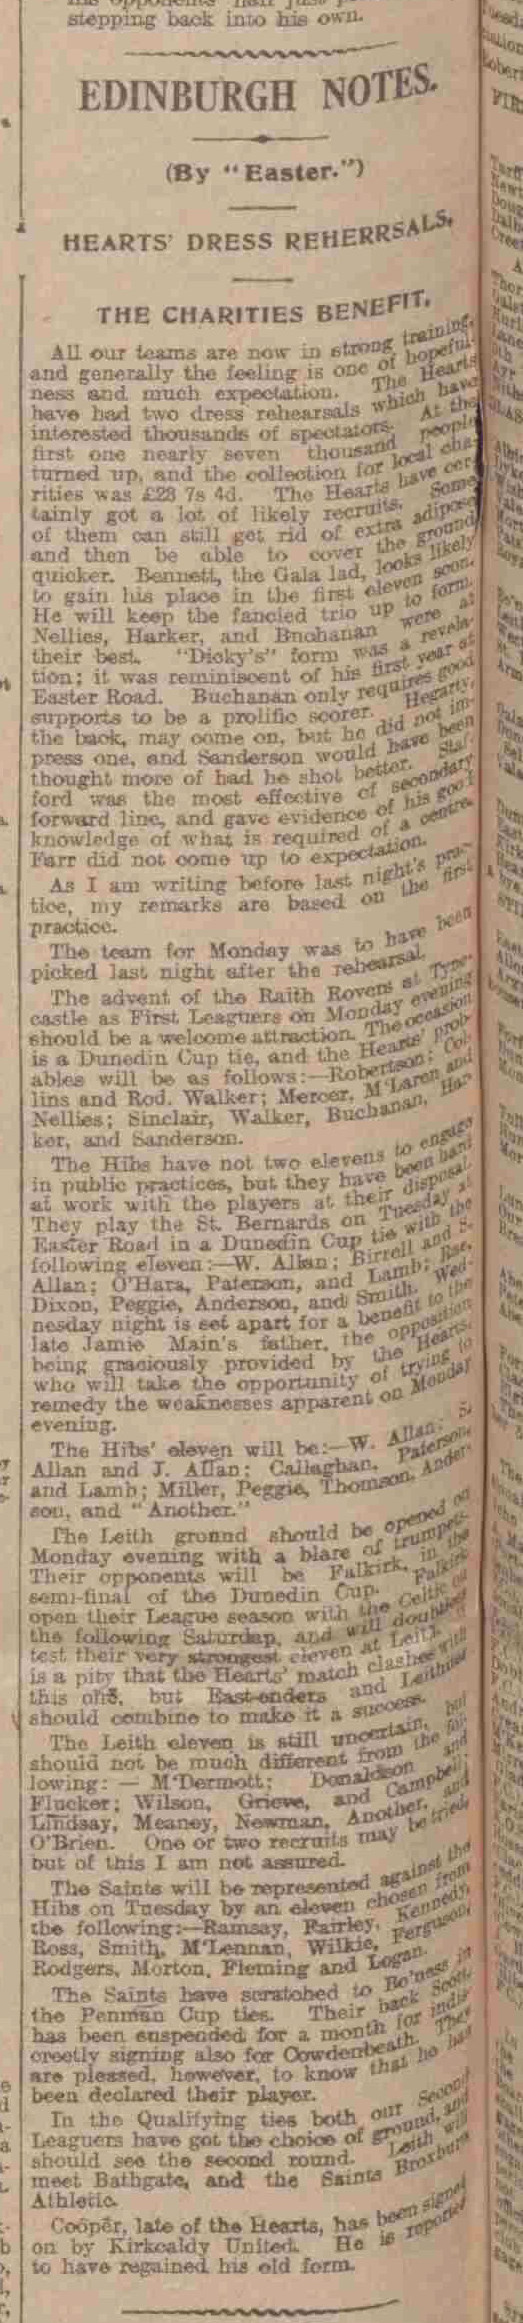 stepping back into his own.
EDINBURGH NOTES.
(By "Easter.")
HEARTS' DRESS REHERRSALS.
THE CHARITIES BENEFIT.
All our teams are now in strong training,
and generally the feeling is one of hopeful-
ness and much expectation. The Hearts
have had two dress rehearsals which have
interested thousands of spectators. At the
first one nearly seven thousand people
turned up, and the collection for local cha-
rities was £28 7s 4d. The Hearts have cer-
tainly got a lot of likely recruits. Some
of them can still get rid of extra adipose
and then be able to cover the ground
quicker. Bennett, the Gala lad, looks likely
to gain his place in the first eleven soon.
He will keep the fancied trio up to form.
Nellies, Harker, and Buchanan were at
their best. "Dicky's" form was a revela-
tion; it was reminiscent of his first year at
Easter Road. Buchanan only requires good
supports to be a prolific scorer. Hegarty,
the back, may come on, but he did not im-
press one, and Sanderson would have been
thought more of had he shot better. Staf-
ford was the most effective of secondary
forward line, and gave evidence of his good
knowledge of what is required of a centre.
Farr did not come up to expectation.
As I am writing before last night's prac-
tice, my remarks are based on the first
practice.
The team for Monday was to have been
picked last night after the rehearsal.
The advent of the Raith Rovers at Tyne-
castle as First Leaguers on Monday evening
should be a welcome attraction. The occasion
is a Dunedin Cup tie, and the Hearts' prob-
ables will be as follows:—Robertson; Col-
lins and Rod. Walker; Mercer, M'Laren and
Nellies; Sinclair, Walker, Buchanan, Har-
ker, and Sanderson.
The Hibs have not two elevens to engage
in public practices, but they have been hard
at work with the players at their disposal.
They play the St. Bernards on Tuesday at
Easter Road in a Dunedin Cup tie with the
following eleven:—W. Allan; Birrell and S.
Allan; O'Hara, Paterson, and Lamb; Rae,
Dixon, Peggie, Anderson, and Smith. Wed-
nesday night is set apart for a benefit to the
late Jamie Main's father, the opposition
being graciously provided by the Hearts,
who will take the opportunity of trying to
remedy the weaknesses apparent on Monday
evening.
The Hibs' eleven will be:—W. Allan; S.
Allan and J. Allan; Callaghan, Paterson,
and Lamb; Miller, Peggie, Thomson, Ander-
son, and "Another."
The Leith ground should be opened on
Monday evening with a blare of trumpets.
Their opponents will be Falkirk, in the
semi-final of the Dunedin Cup. Falkirk
open their League season with the Celtic on
the following Saturdap, and will doubtless
test their very strongest eleven at Leith. It
is a pity that the Hearts' match clashes with
this one, but East-enders and Leithites
should combine to make it a success.
The Leith eleven is still uncertain, but
should not be much different from the fol-
lowing: — M'Dermott; Donaldson and
Flucker; Wilson, Grieve, and Campbell;
Lindsay, Meaney, Newman, Another, and
O'Brien. One or two recruits may be tried,
but of this I am not assured.
The Saints will be represented against the
Hibs on Tuesday by an eleven chosen from
the following:—Ramsay, Fairley, Kennedy,
Ross, Smith, M'Lennan, Wilkie, Ferguson,
Rodgers, Morton, Fleming and Logan.
The Saints have scratched to Bo'ness in
the Penman Cup ties. Their back Scott
has been suspended for a month for indis-
creetly signing also for Cowdenbeath. They
are pleased, however, to know that he has
been declared their player.
In the Qualifying ties both our Second
Leaguers have got the choice of ground, and
should see the second round. Leith will
meet Bathgate, and the Saints Broxburn
Athletic.
Cooper, late of the Hearts, has been signed
on by Kirkcaldy United. He is reported
to have regained his old form.